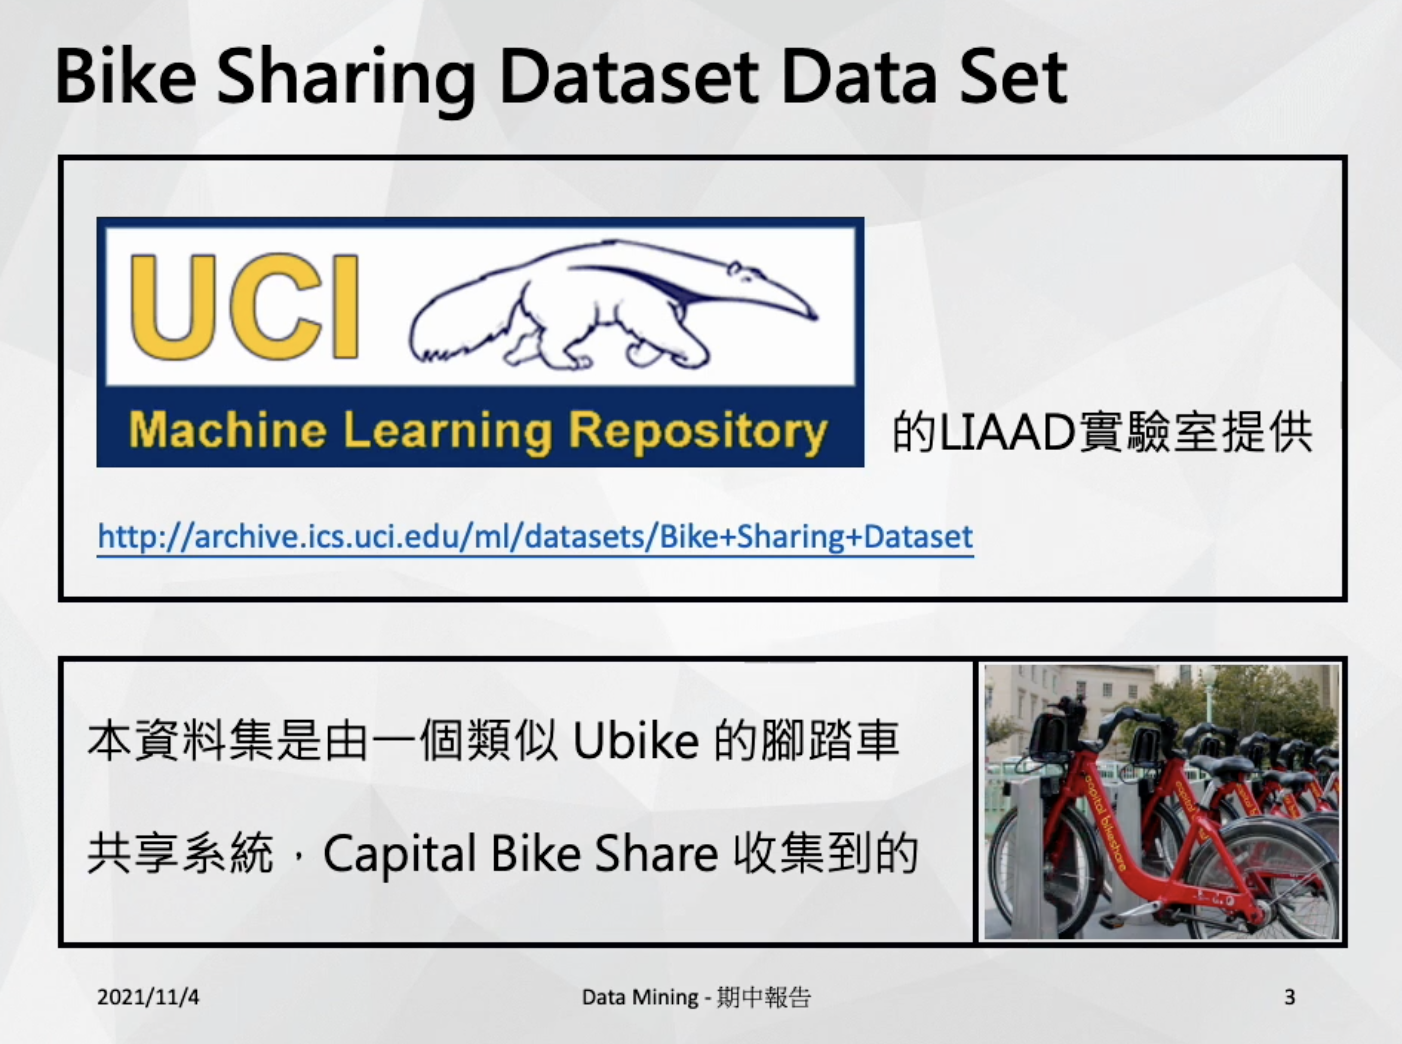 Bike Sharing Dataset Data Set
UCI
Machine Learning Repository
的LIAAD實驗室提供
http://archive.ics.uci.edu/ml/datasets/Bike+Sharing+Dataset
本資料集是由一個類似 Ubike 的腳踏車
共享系統，Capital Bike Share 收集到的
capital bikeshare
capital
2021/11/4
Data Mining - 期中報告
3